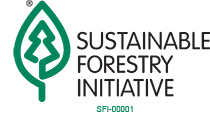 ®
SUSTAINABLE
FORESTRY
INITIATIVE
SFI-00001